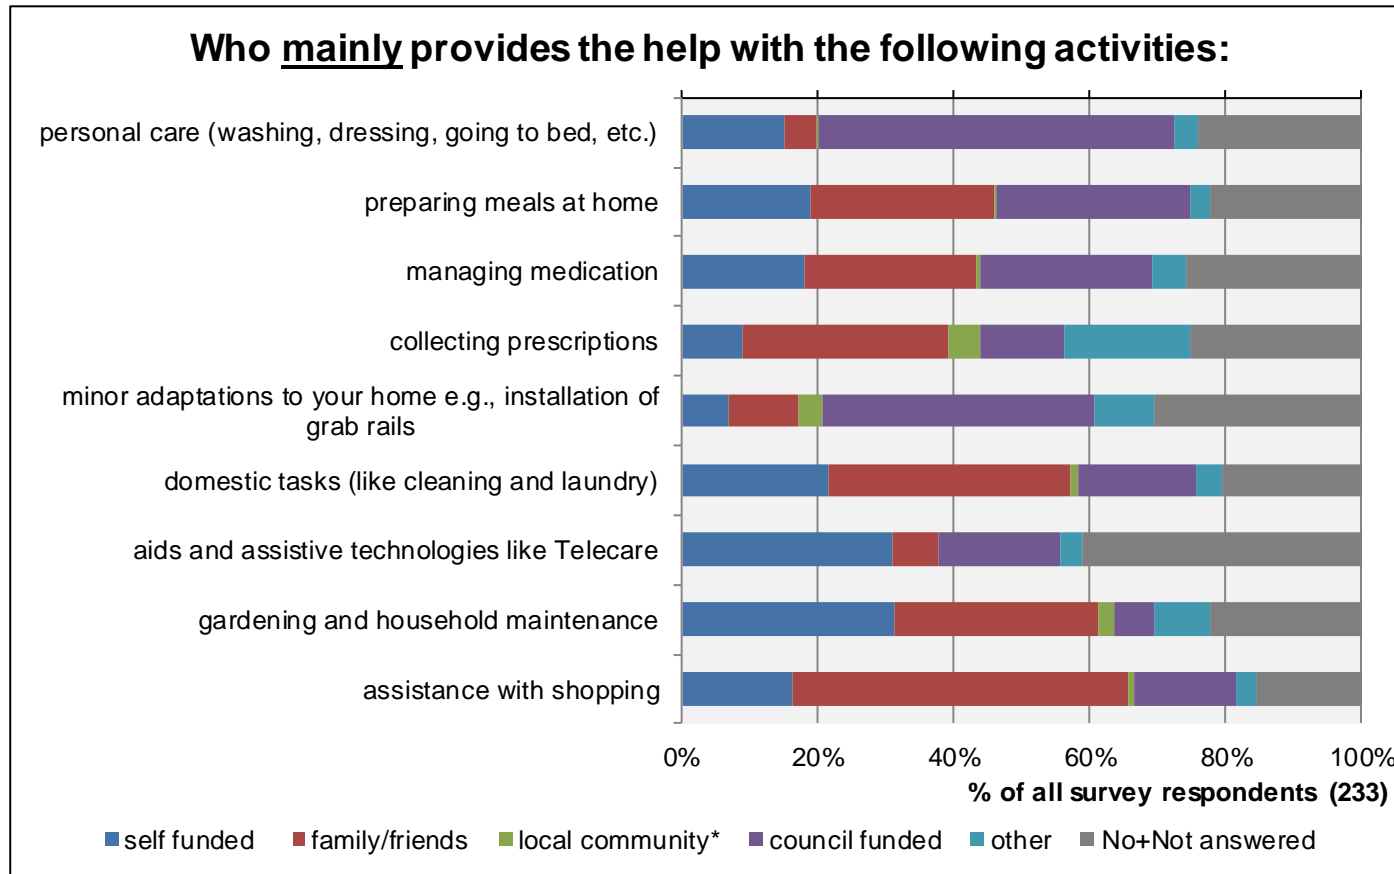 Who mainly provides the help with the following activities:
personal care (washing, dressing, going to bed, etc.)
preparing meals at home
managing medication
collecting prescriptions
minor adaptations to your home e.g., installation of
grab rails
domestic tasks (like cleaning and laundry)
aids and assistive technologies like Telecare
gardening and household maintenance
assistance with shopping
0% 20% 40% 60% 80% 100%
% of all survey respondents (233)
self funded family/friends local community* council funded other No+Not answered